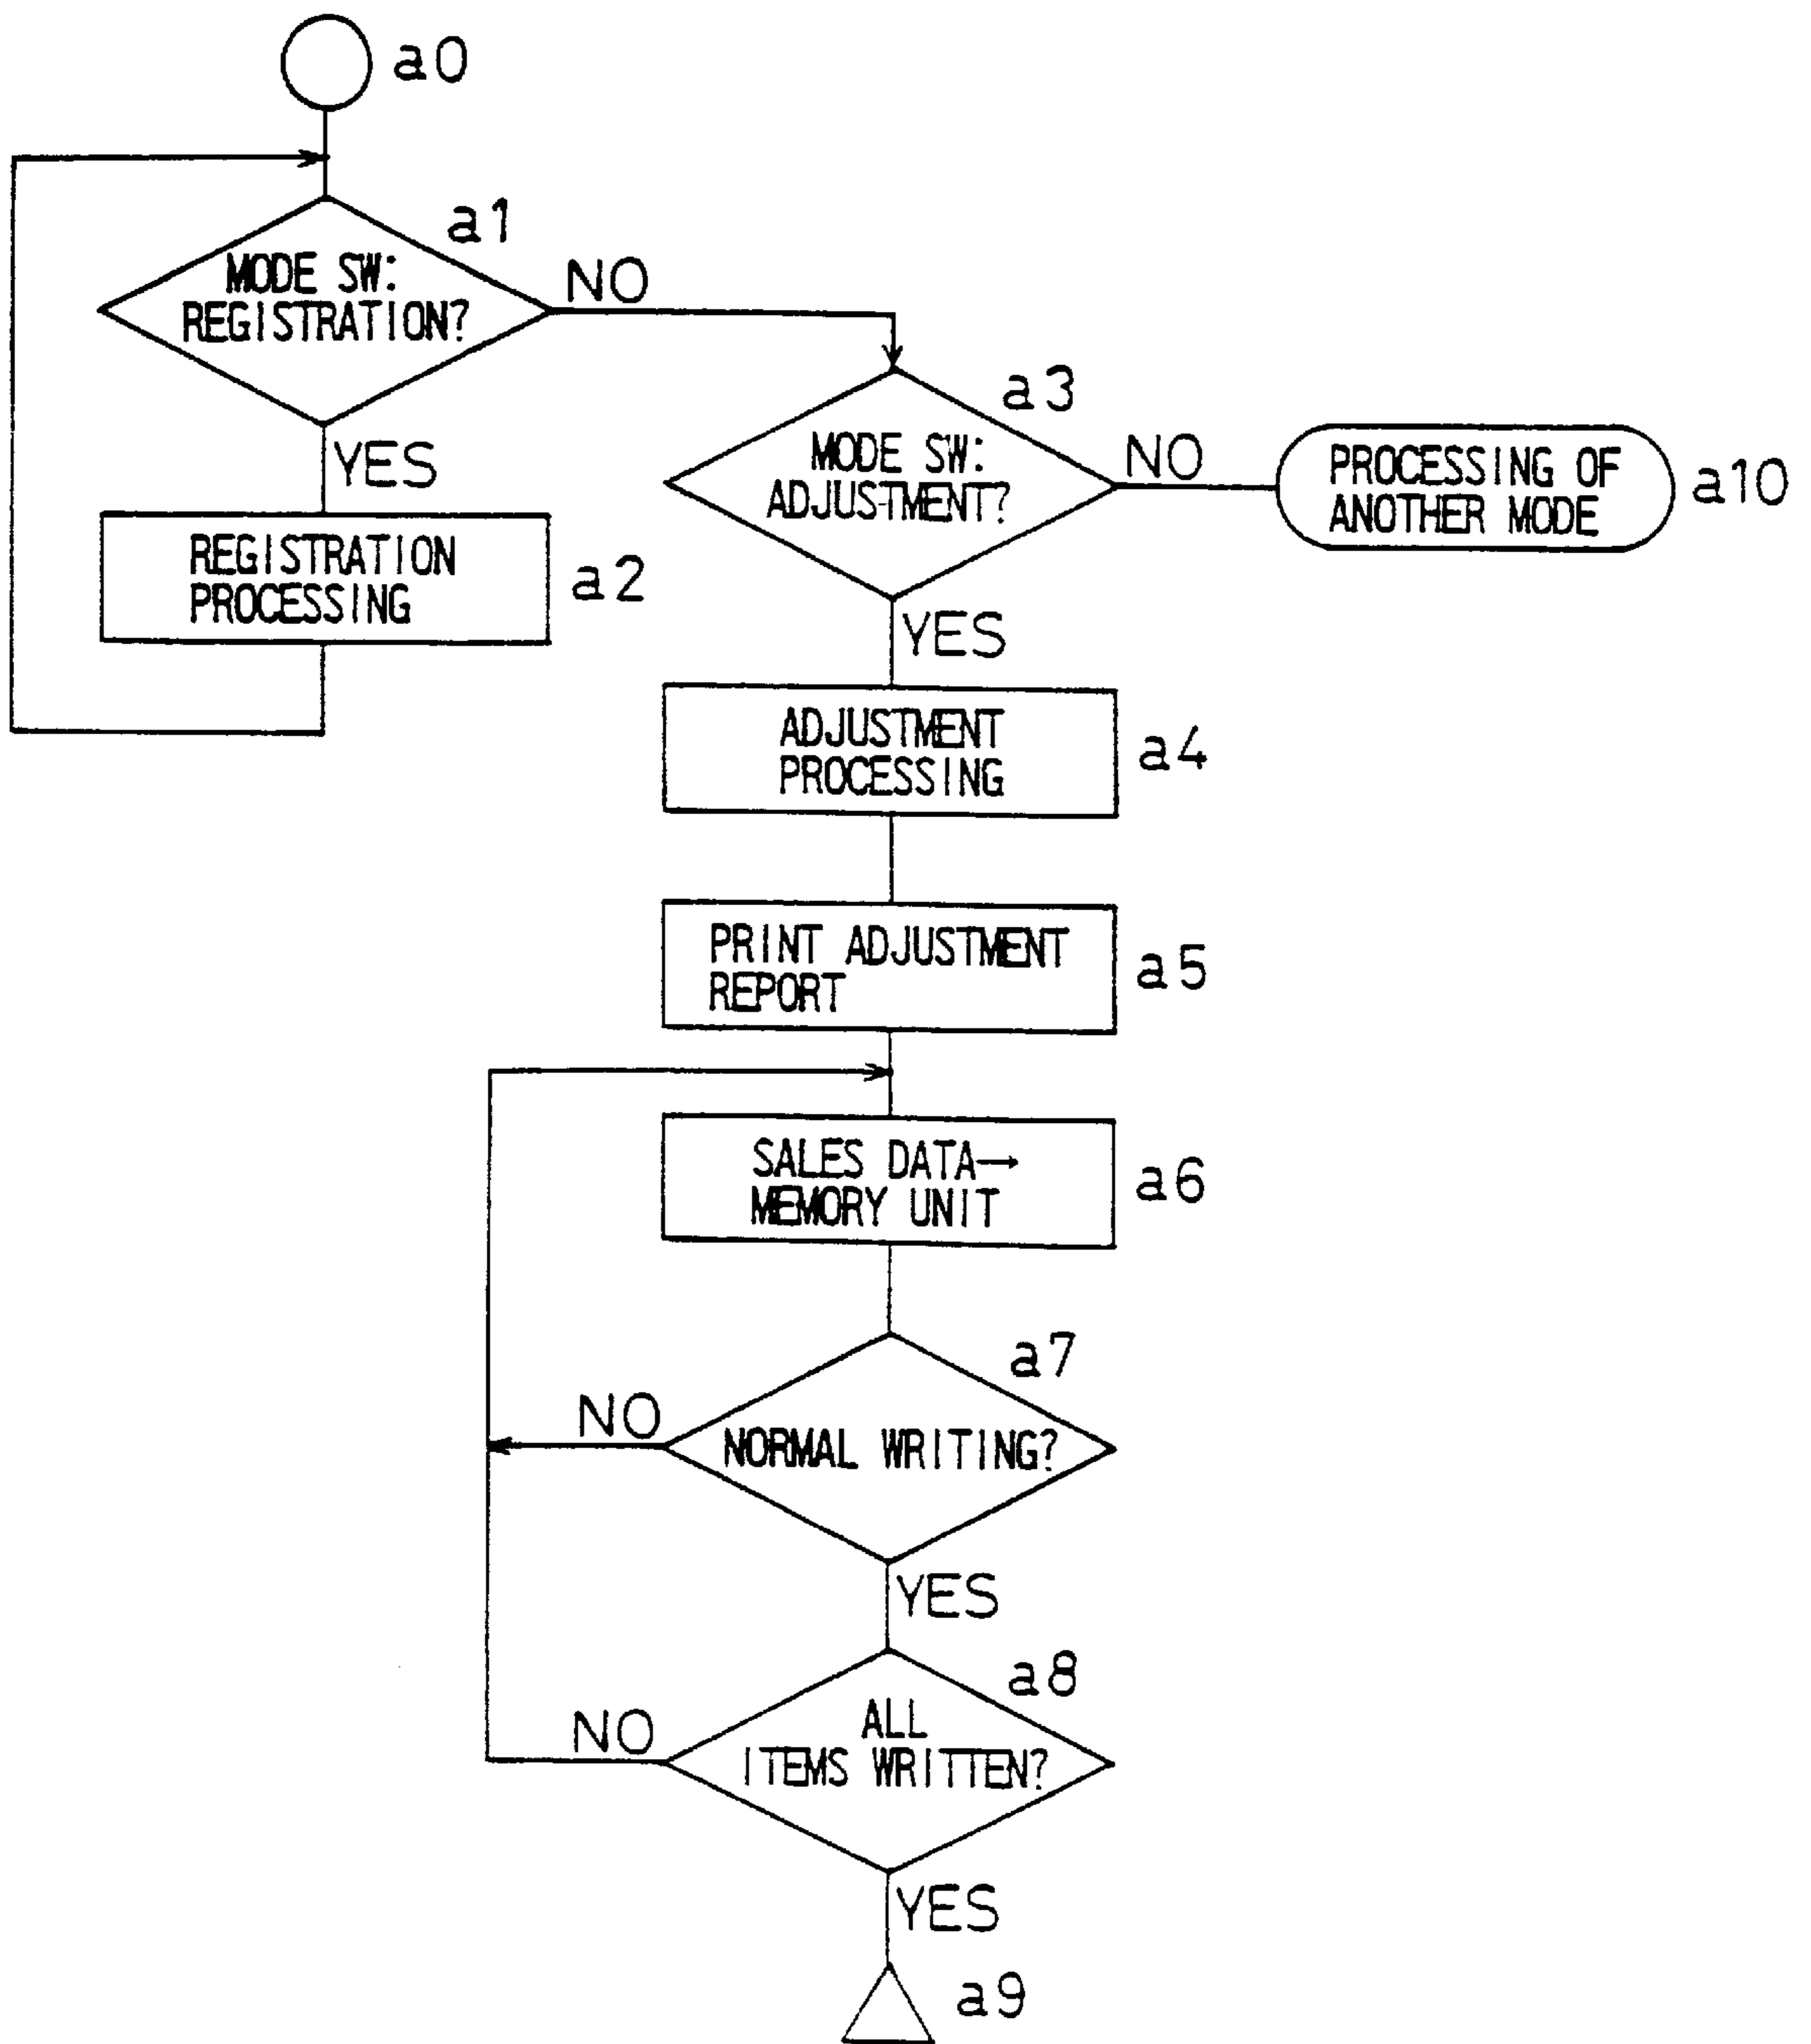 a0
a1
MODE SW:
REGISTRATION?
NO
YES
REGISTRATION
PROCESSING
a2
a3
MODE SW:
ADJUSTMENT?
NO
PROCESSING OF
ANOTHER MODE
a10
YES
ADJUSTMENT
PROCESSING
a4
PRINT ADJUSTMENT
REPORT
a5
SALES DATA→
MEMORY UNIT
a6
a7
NO
NORMAL WRITING?
YES
a8
NO
ALL
ITEMS WRITTEN?
YES
a9